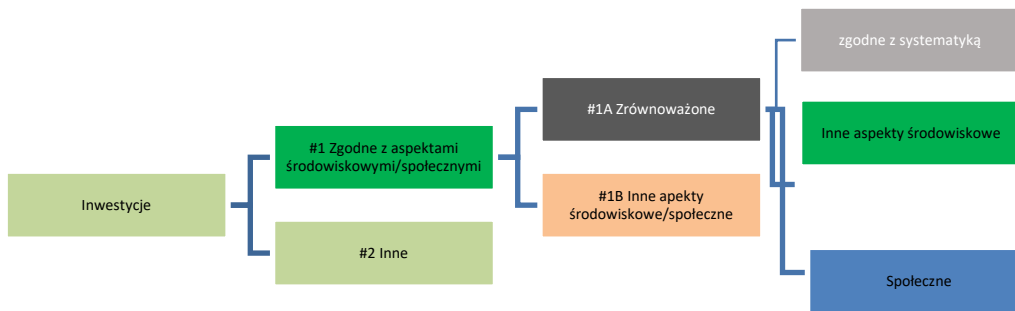 Inwestycje
#1 Zgodne z aspektami
środowiskowymi/społecznymi
#2 Inne
#1A Zrównoważone
#1B Inne apekty
środowiskowe/społeczne
zgodne z systematyką
Inne aspekty środowiskowe
Społeczne